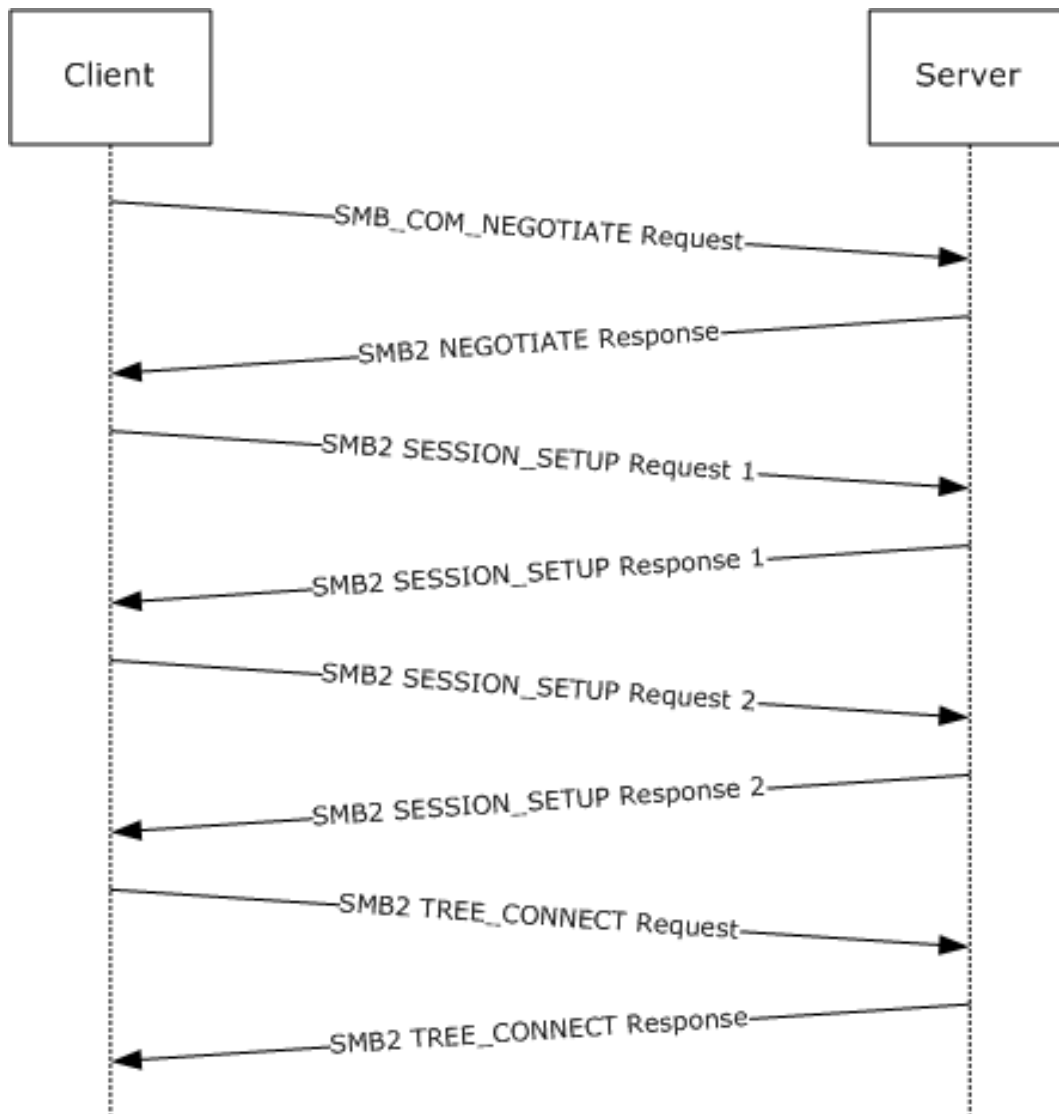 Client
Server
SMB_COM_NEGOTIATE Request
SMB2 NEGOTIATE Response
SMB2 SESSION_SETUP Request 1
SMB2 SESSION_SETUP Response 1
SMB2 SESSION_SETUP Request 2
SMB2 SESSION_SETUP Response 2
SMB2 TREE_CONNECT Request
SMB2 TREE_CONNECT Response